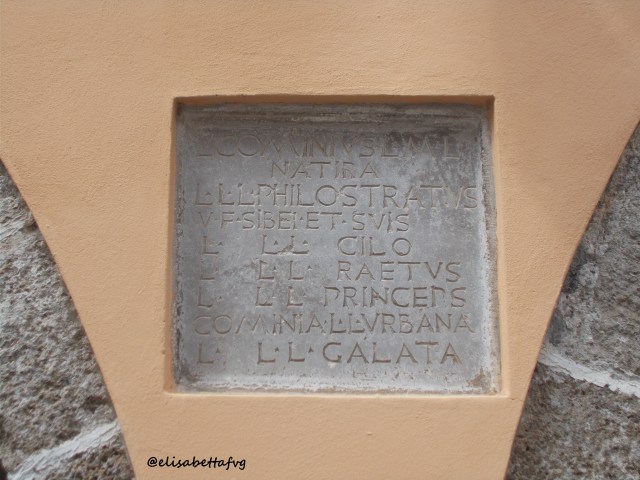 L·COMINIVS·L·L·L
NATIRA
L·L·L·PHILOSTRATVS
V·F·SIBEI·ET·SVIS
L· L·L· CILO
L· L·L· RAETVS
L· L·L PRINCEPS
COMINIA·L·L·VRBANA
L· L·L·GALATA
@elisabettafvg